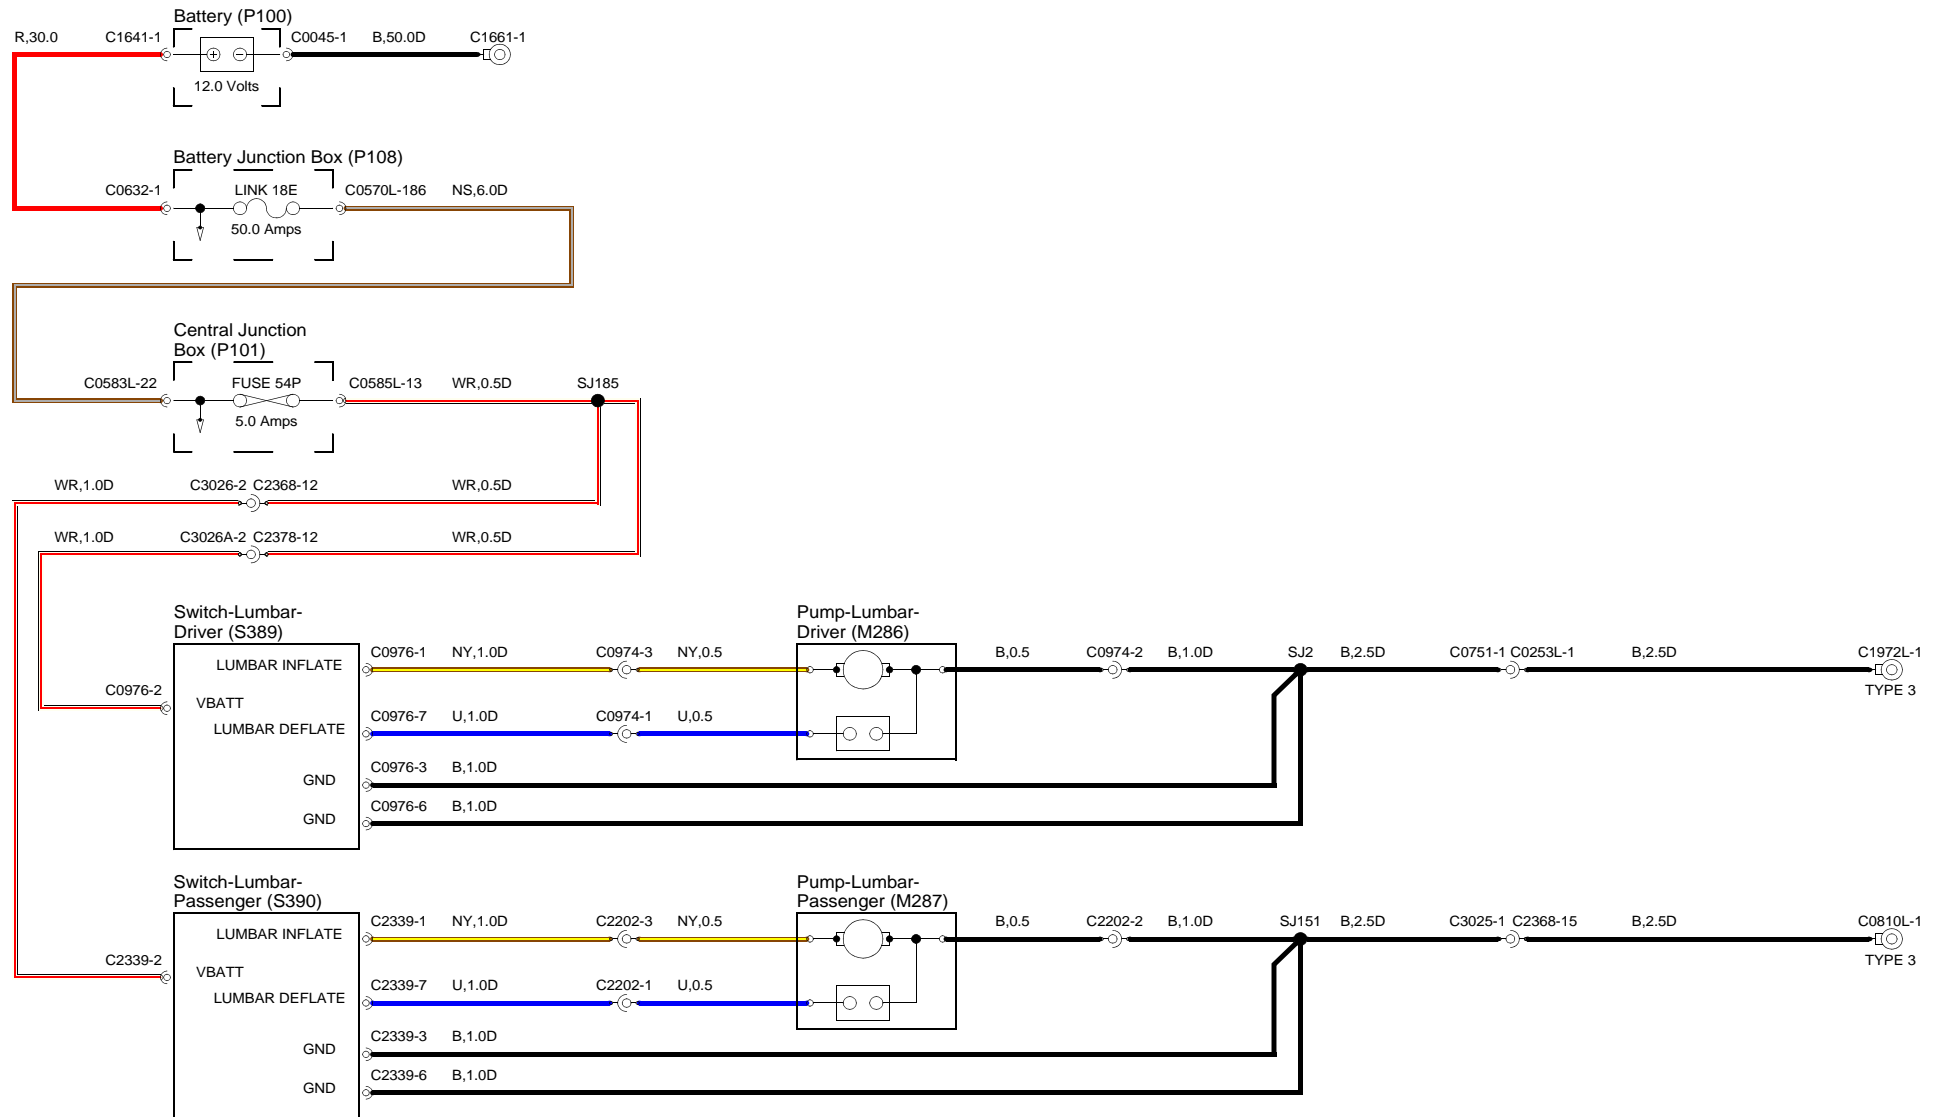 Battery (P100)
R,30.0 C1641-1 C0045-1 B,50.0D C1661-1
12.0 Volts
Battery Junction Box (P108)
C0632-1 LINK 18E C0570L-186 NS,6.0D
50.0 Amps
Central Junction
Box (P101)
C0583L-22 FUSE 54P C0585L-13 WR,0.5D SJ185
5.0 Amps
WR,1.0D C3026-2 C2368-12 WR,0.5D
WR,1.0D C3026A-2 C2378-12 WR,0.5D
Switch-Lumbar-
Driver (S389)
Pump-Lumbar-
Driver (M286)
LUMBAR INFLATE C0976-1 NY,1.0D C0974-3 NY,0.5 B,0.5 C0974-2 B,1.0D SJ2 B,2.5D C0751-1 C0253L-1 B,2.5D C1972L-1
TYPE 3
C0976-2 VBATT
LUMBAR DEFLATE C0976-7 U,1.0D C0974-1 U,0.5
GND C0976-3 B,1.0D
GND C0976-6 B,1.0D
Switch-Lumbar-
Passenger (S390)
Pump-Lumbar-
Passenger (M287)
LUMBAR INFLATE C2339-1 NY,1.0D C2202-3 NY,0.5 B,0.5 C2202-2 B,1.0D SJ151 B,2.5D C3025-1 C2368-15 B,2.5D C0810L-1
TYPE 3
C2339-2 VBATT
LUMBAR DEFLATE C2339-7 U,1.0D C2202-1 U,0.5
GND C2339-3 B,1.0D
GND C2339-6 B,1.0D